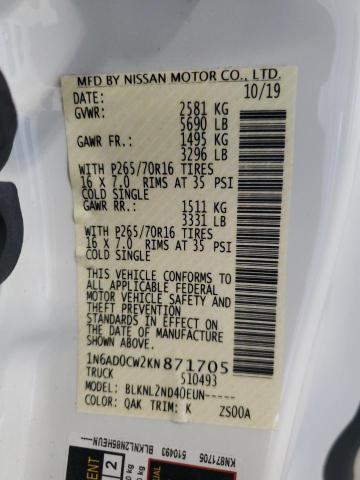 MFD BY NISSAN MOTOR CO., LTD.
DATE: 10/19
GVWR: 2581 KG
5690 LB
GAWR FR.: 1495 KG
3296 LB
WITH P265/70R16 TIRES
16 X 7.0 RIMS AT 35 PSI
COLD SINGLE
GAWR RR.: 1511 KG
3331 LB
WITH P265/70R16 TIRES
16 X 7.0 RIMS AT 35 PSI
COLD SINGLE
THIS VEHICLE CONFORMS TO
ALL APPLICABLE FEDERAL
MOTOR VEHICLE SAFETY
AND THEFT PREVENTION
STANDARDS IN EFFECT ON
THE DATE OF MANUFACTURE
SHOWN ABOVE.
1N6AD0CW2KN871705
TRUCK 510493
MODEL: BLKNL2ND40EUN-----
COLOR: QAK TRIM: K ZS00A
KN871705 510493 BLKNL2N85HEUN---
2